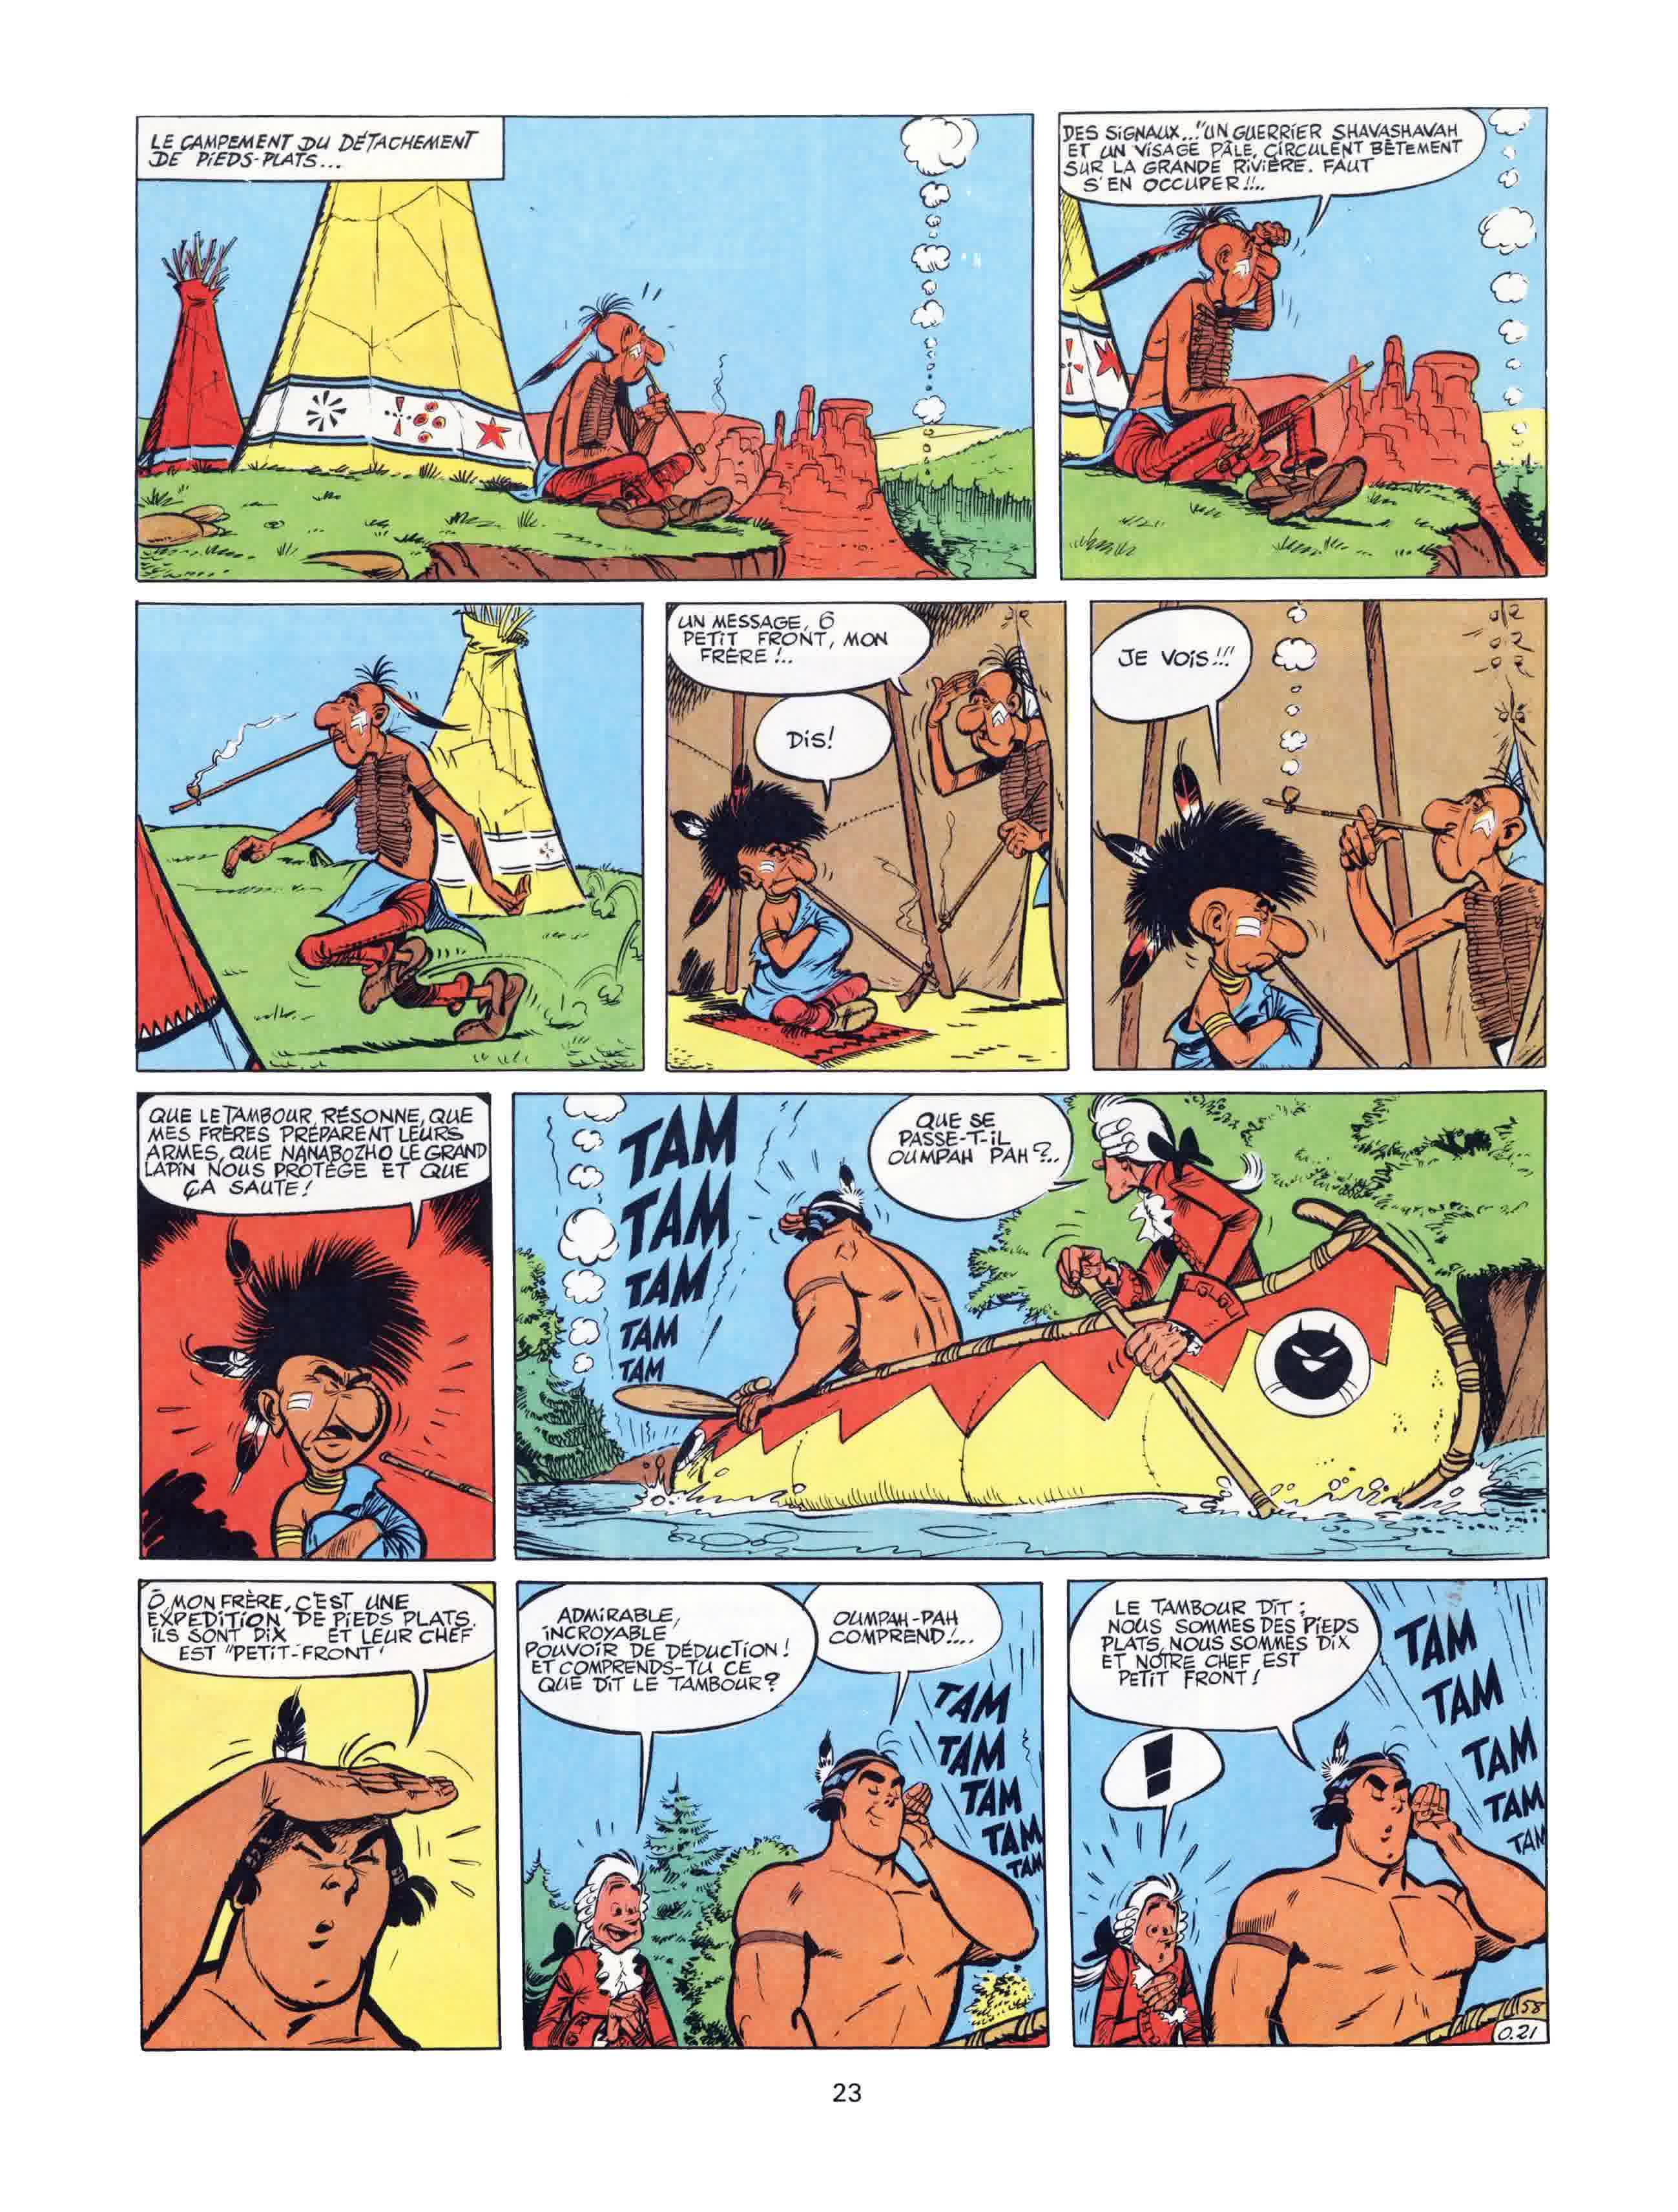 LE CAMPEMENT DU DÉTACHEMENT
DE PIEDS-PLATS...
DES SIGNAUX... "UN GUERRIER SHAVASHAVAH
ET UN VISAGE PÂLE, CIRCULENT BÊTEMENT
SUR LA GRANDE RIVIÈRE. FAUT
S'EN OCCUPER!!..
UN MESSAGE, Ô
PETIT FRONT, MON
FRÈRE!..
DIS!
JE VOIS!!!
QUE LE TAMBOUR RÉSONNE, QUE
MES FRÈRES PRÉPARENT LEURS
ARMES, QUE NANABOZHO LE GRAND
LAPIN NOUS PROTÈGE ET QUE
ÇA SAUTE!
TAM
TAM
TAM
TAM
TAM
QUE SE
PASSE-T-IL
OUMPAH PAH?..
Ô MON FRÈRE, C'EST UNE
EXPEDITION DE PIEDS PLATS.
ILS SONT DIX ET LEUR CHEF
EST "PETIT-FRONT"
ADMIRABLE,
INCROYABLE
POUVOIR DE DÉDUCTION!
ET COMPRENDS-TU CE
QUE DIT LE TAMBOUR?
OUMPAH-PAH
COMPREND!...
TAM
TAM
TAM
TAM
TAM
LE TAMBOUR DIT:
NOUS SOMMES DES PIEDS
PLATS, NOUS SOMMES DIX
ET NOTRE CHEF EST
PETIT FRONT!
!
TAM
TAM
TAM
TAM
TAM
58
0.21
23